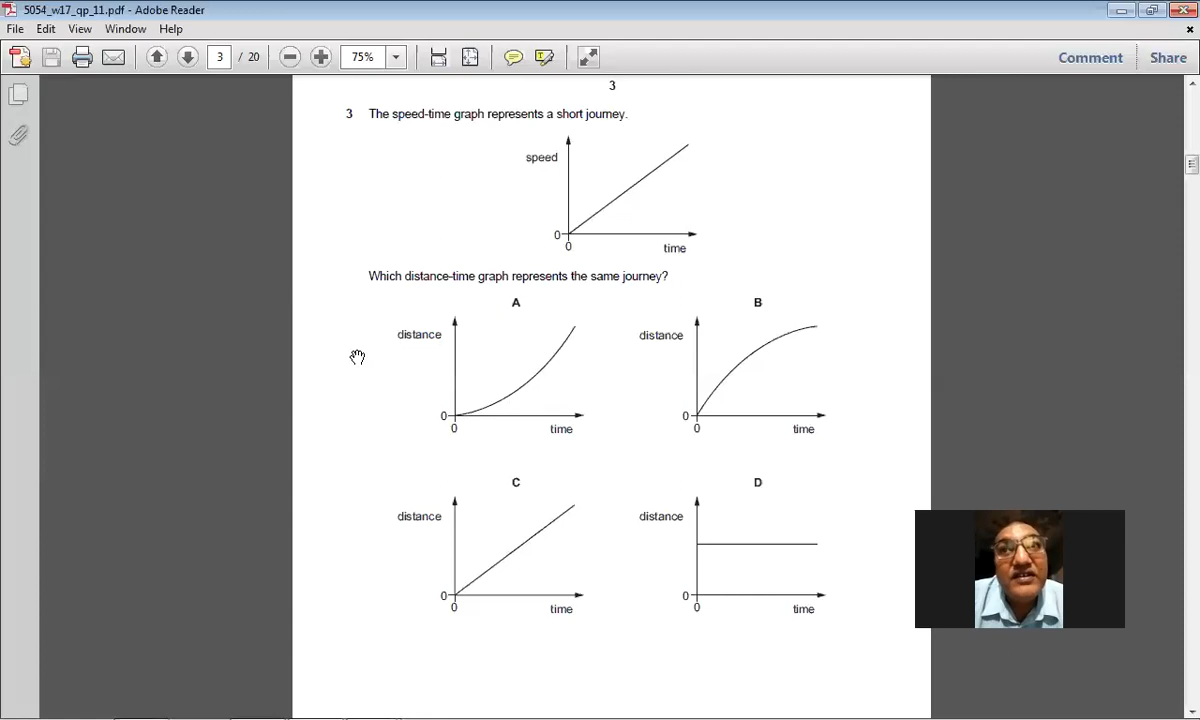 5054_w17_qp_11.pdf - Adobe Reader
File Edit View Window Help
3 / 20 75% Comment Share
3
3 The speed-time graph represents a short journey.
speed
0
0
time
Which distance-time graph represents the same journey?
A B
distance distance
0 0
0 time 0 time
C D
distance distance
0 0
0 time 0 time